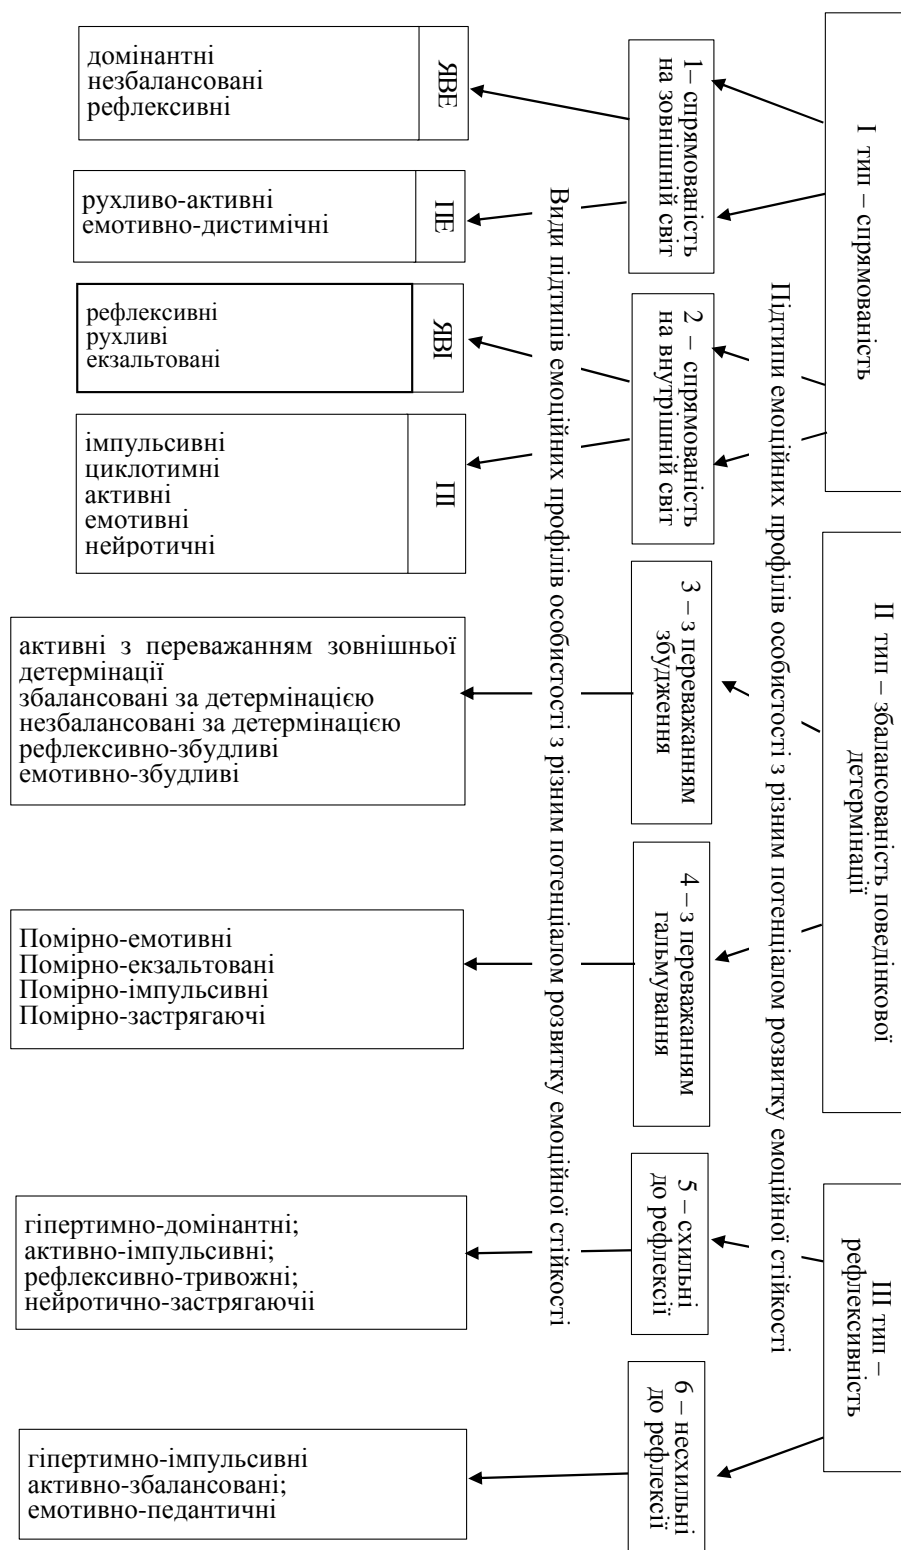 I тип – спрямованість
II тип – збалансованість поведінкової
детермінації
III тип –
рефлексивність
Підтипи емоційних профілів особистості з різним потенціалом розвитку емоційної стійкості
1– спрямованість
на зовнішній світ
2 – спрямованість
на внутрішній світ
3 – з переважанням
збудження
4 – з переважанням
гальмування
5 – схильні
до рефлексії
6 – несхильні
до рефлексії
Види підтипів емоційних профілів особистості з різним потенціалом розвитку емоційної стійкості
домінантні
незбалансовані
рефлексивні
ЯВЕ
рухливо-активні
емотивно-дистимічні
ПЕ
рефлексивні
рухливі
екзальтовані
ЯВІ
імпульсивні
циклотимні
активні
емотивні
нейротичні
ПІ
активні з переважанням зовнішньої
детермінації
збалансовані за детермінацією
незбалансовані за детермінацією
рефлексивно-збудливі
емотивно-збудливі
Помірно-емотивні
Помірно-екзальтовані
Помірно-імпульсивні
Помірно-застрягаючі
гіпертимно-домінантні;
активно-імпульсивні;
рефлексивно-тривожні;
нейротично-застрягаючії
гіпертимно-імпульсивні
активно-збалансовані;
емотивно-педантичні